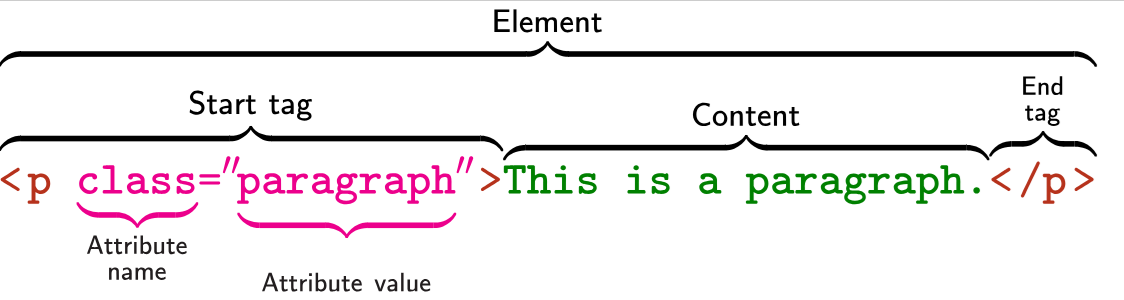 Element
Start tag
Content
End
tag
<p class="paragraph">This is a paragraph.</p>
Attribute
name
Attribute value